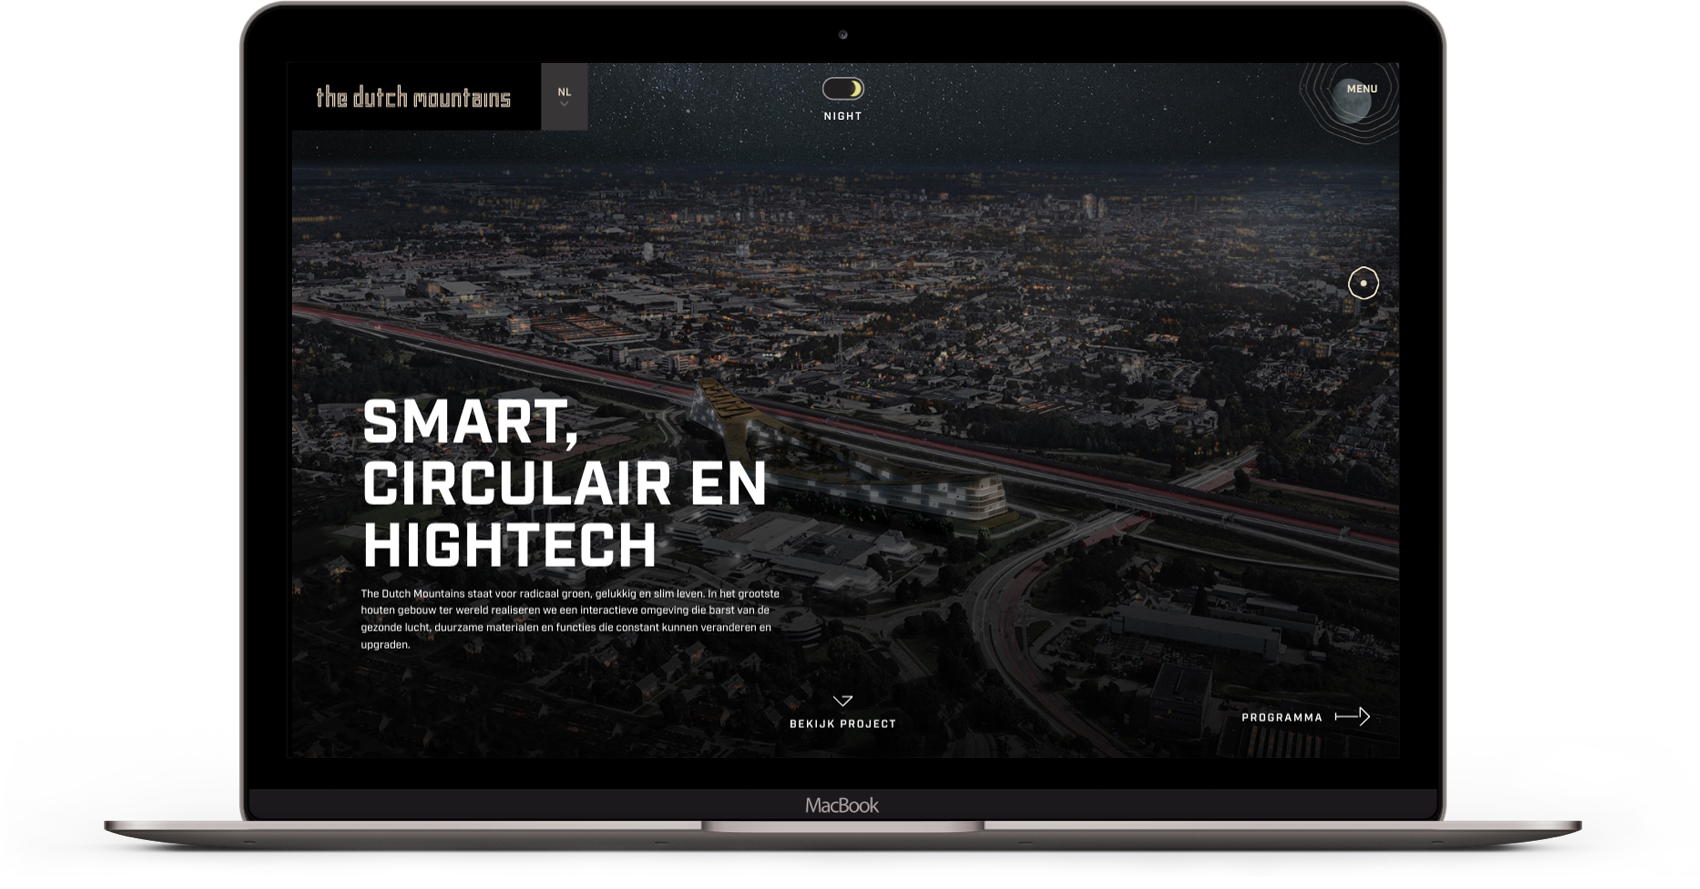 the dutch mountains
NL
NIGHT
MENU
SMART,
CIRCULAIR EN
HIGHTECH
The Dutch Mountains staat voor radicaal groen, gelukkig en slim leven. In het grootste
houten gebouw ter wereld realiseren we een interactieve omgeving die barst van de
gezonde lucht, duurzame materialen en functies die constant kunnen veranderen en
upgraden.
BEKIJK PROJECT
PROGRAMMA
MacBook